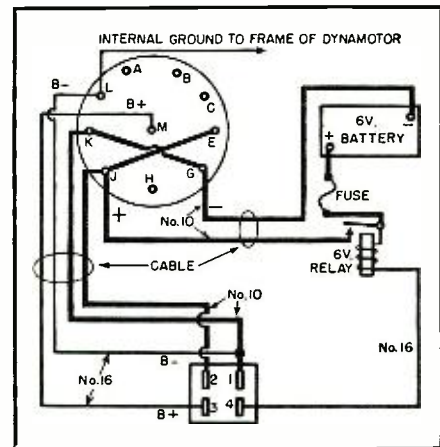 INTERNAL GROUND TO FRAME OF DYNAMOTOR
B-
L
A
B
C
B+
M
K
E
J
H
G
+
-
No.10
6V.
BATTERY
+
-
FUSE
6V.
RELAY
CABLE
No.10
No.16
No.16
B-
B+
2
1
3
4